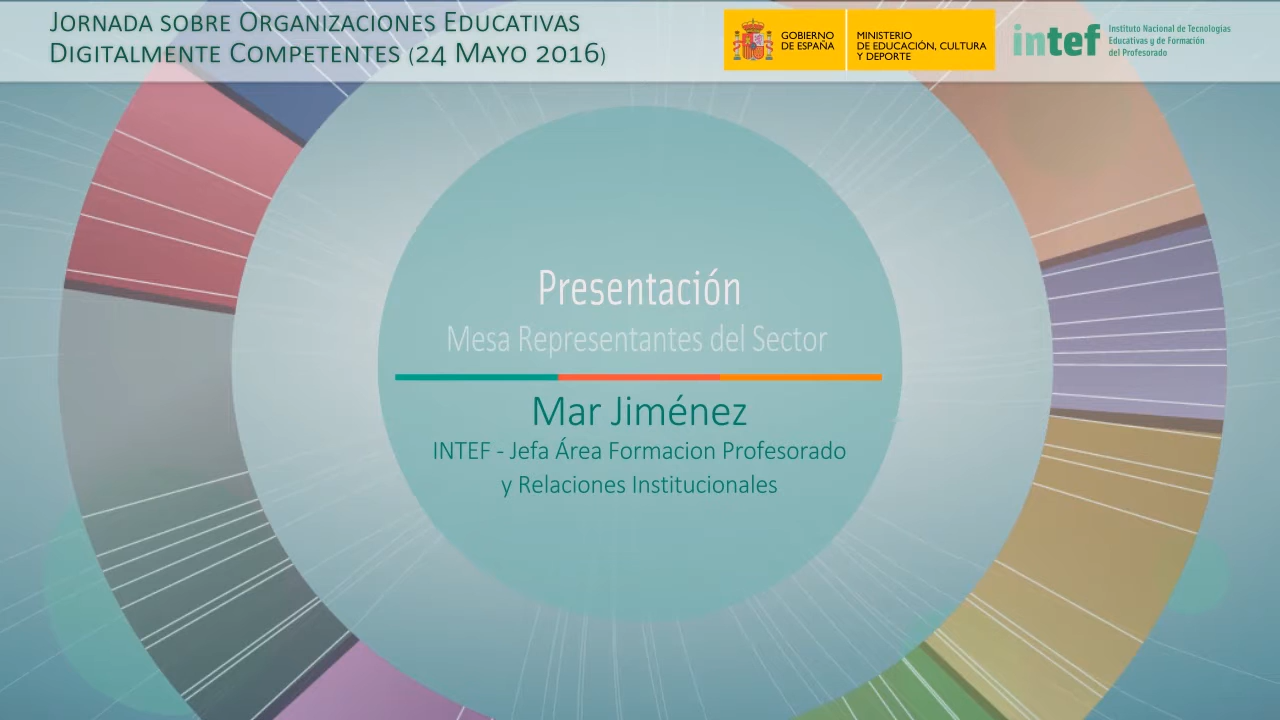 Jornada sobre Organizaciones Educativas
Digitalmente Competentes (24 Mayo 2016)
GOBIERNO
DE ESPAÑA
MINISTERIO
DE EDUCACIÓN, CULTURA
Y DEPORTE
intef
Instituto Nacional de Tecnologías
Educativas y de Formación
del Profesorado
Presentación
Mesa Representantes del Sector
Mar Jiménez
INTEF - Jefa Área Formacion Profesorado
y Relaciones Institucionales